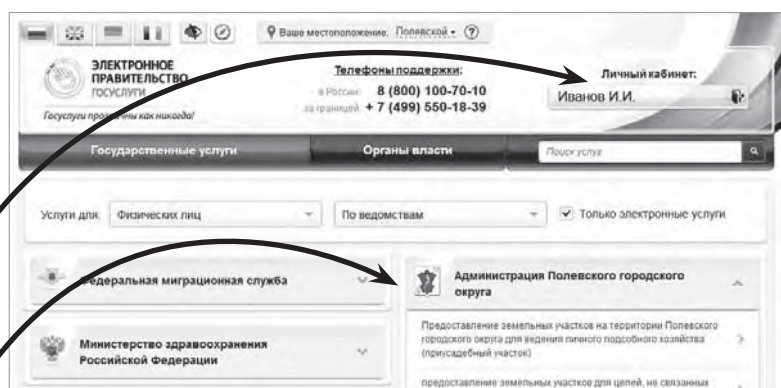 Ваше местоположение: Полевской
?
ЭЛЕКТРОННОЕ
ПРАВИТЕЛЬСТВО
ГОСУСЛУГИ
Госуслуги прозрачны как никогда!
Телефоны поддержки:
в России: 8 (800) 100-70-10
за границей: + 7 (499) 550-18-39
Личный кабинет:
Иванов И.И.
Государственные услуги
Органы власти
Поиск услуг
Услуги для:
Физических лиц
По ведомствам
Только электронные услуги
Федеральная миграционная служба
Министерство здравоохранения
Российской Федерации
Администрация Полевского городского
округа
Предоставление земельных участков на территории Полевского
городского округа для ведения личного подсобного хозяйства
(приусадебный участок)
предоставление земельных участков для целей, не связанных